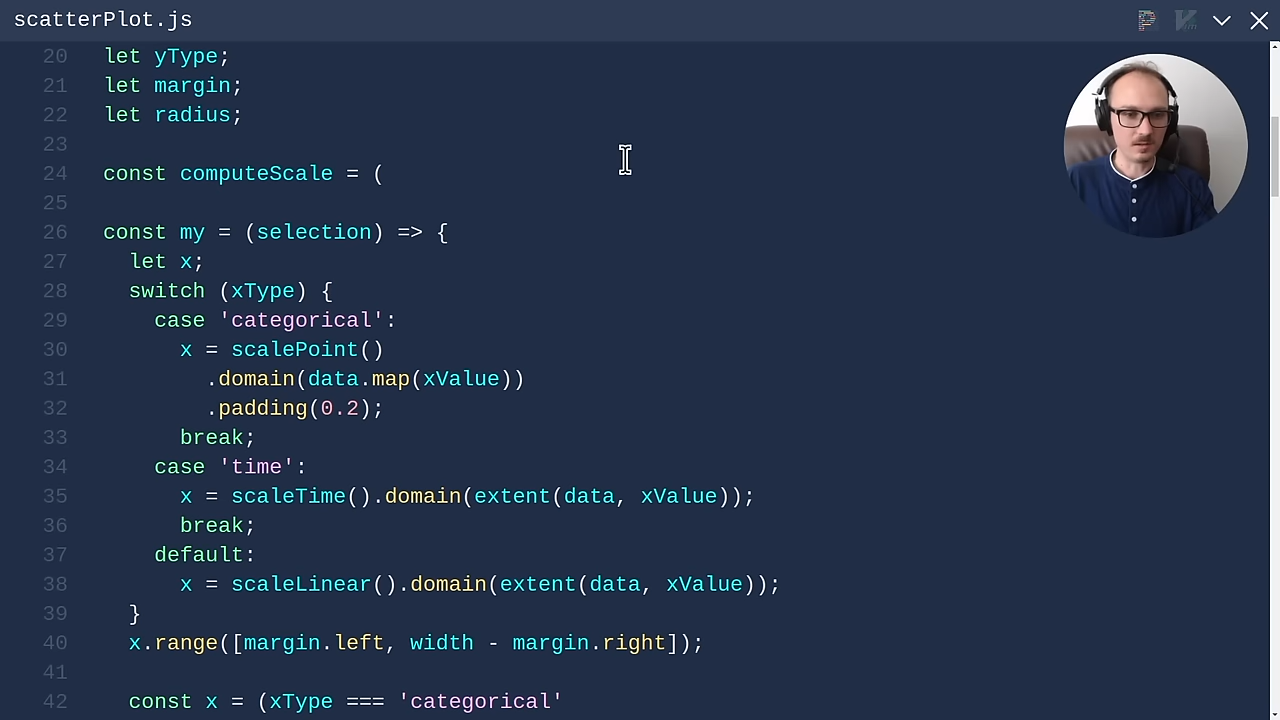 scatterPlot.js
20 let yType;
21 let margin;
22 let radius;
23
24 const computeScale = (
25
26 const my = (selection) => {
27   let x;
28   switch (xType) {
29     case 'categorical':
30       x = scalePoint()
31         .domain(data.map(xValue))
32         .padding(0.2);
33       break;
34     case 'time':
35       x = scaleTime().domain(extent(data, xValue));
36       break;
37     default:
38       x = scaleLinear().domain(extent(data, xValue));
39   }
40   x.range([margin.left, width - margin.right]);
41
42   const x = (xType === 'categorical'